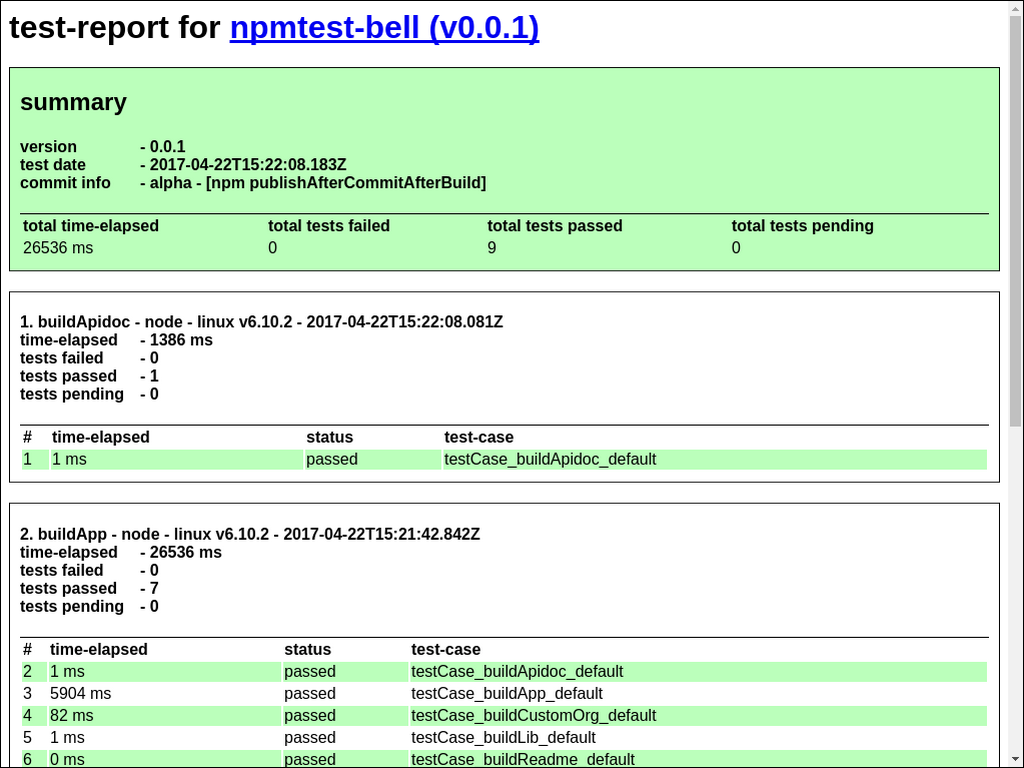 test-report for npmtest-bell (v0.0.1)
summary
version - 0.0.1
test date - 2017-04-22T15:22:08.183Z
commit info - alpha - [npm publishAfterCommitAfterBuild]
total time-elapsed total tests failed total tests passed total tests pending
26536 ms 0 9 0
1. buildApidoc - node - linux v6.10.2 - 2017-04-22T15:22:08.081Z
time-elapsed - 1386 ms
tests failed - 0
tests passed - 1
tests pending - 0
# time-elapsed status test-case
1 1 ms passed testCase_buildApidoc_default
2. buildApp - node - linux v6.10.2 - 2017-04-22T15:21:42.842Z
time-elapsed - 26536 ms
tests failed - 0
tests passed - 7
tests pending - 0
# time-elapsed status test-case
2 1 ms passed testCase_buildApidoc_default
3 5904 ms passed testCase_buildApp_default
4 82 ms passed testCase_buildCustomOrg_default
5 1 ms passed testCase_buildLib_default
6 0 ms passed testCase_buildReadme_default